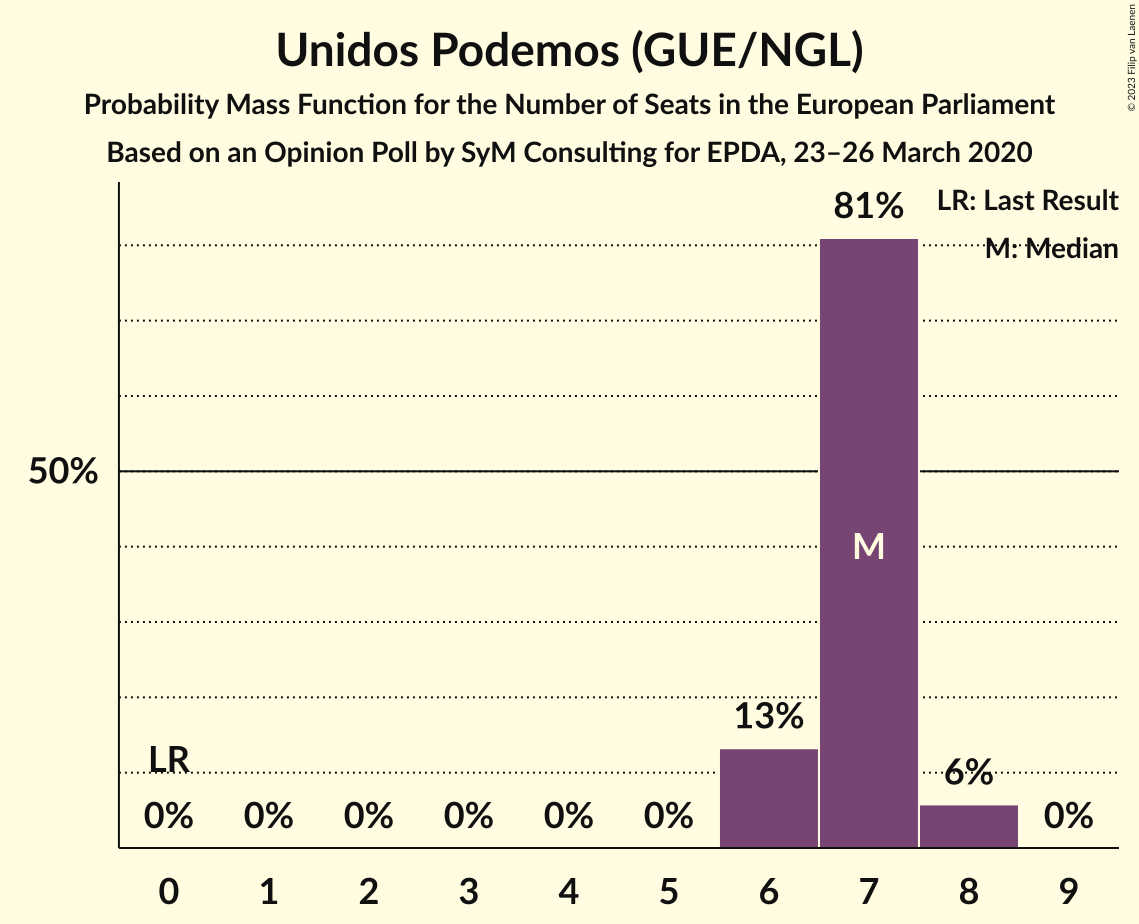 Unidos Podemos (GUE/NGL)
Probability Mass Function for the Number of Seats in the European Parliament
Based on an Opinion Poll by SyM Consulting for EPDA, 23–26 March 2020
© 2023 Filip van Laenen
LR: Last Result
M: Median
81%
50%
M
13%
LR
6%
0% 0% 0% 0% 0% 0% 0%
0 1 2 3 4 5 6 7 8 9